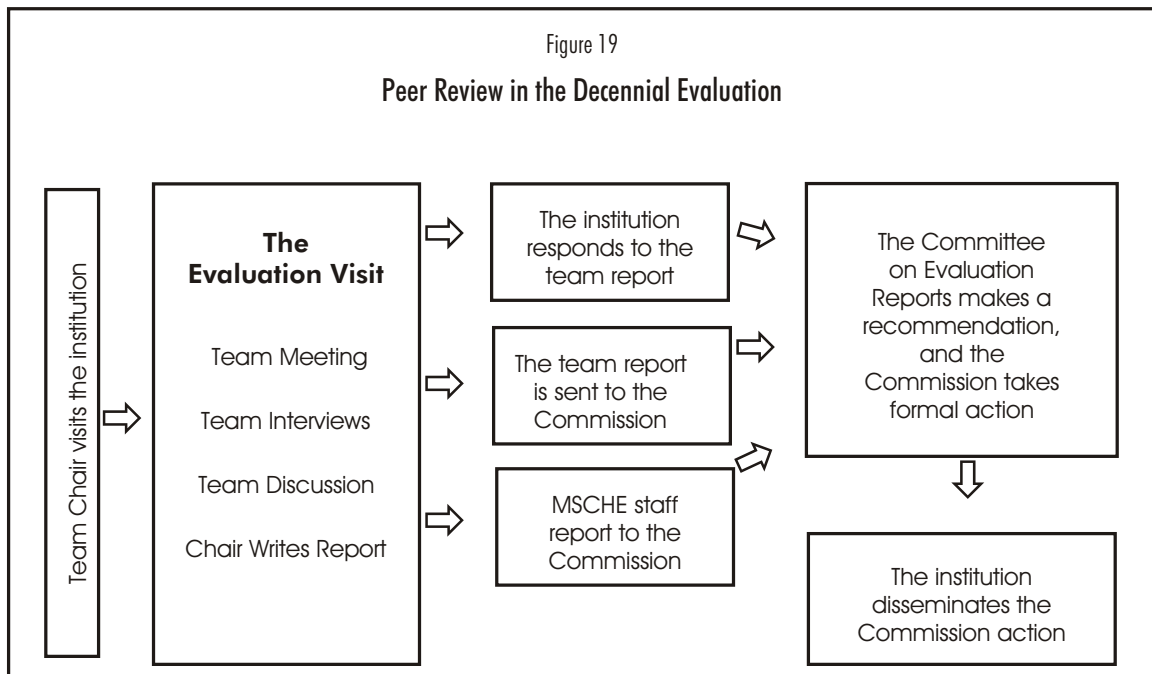 Figure 19
Peer Review in the Decennial Evaluation
Team Chair visits the institution
The
Evaluation Visit
Team Meeting
Team Interviews
Team Discussion
Chair Writes Report
The institution
responds to the
team report
The team report
is sent to the
Commission
MSCHE staff
report to the
Commission
The Committee
on Evaluation
Reports makes a
recommendation,
and the
Commission takes
formal action
The institution
disseminates the
Commission action